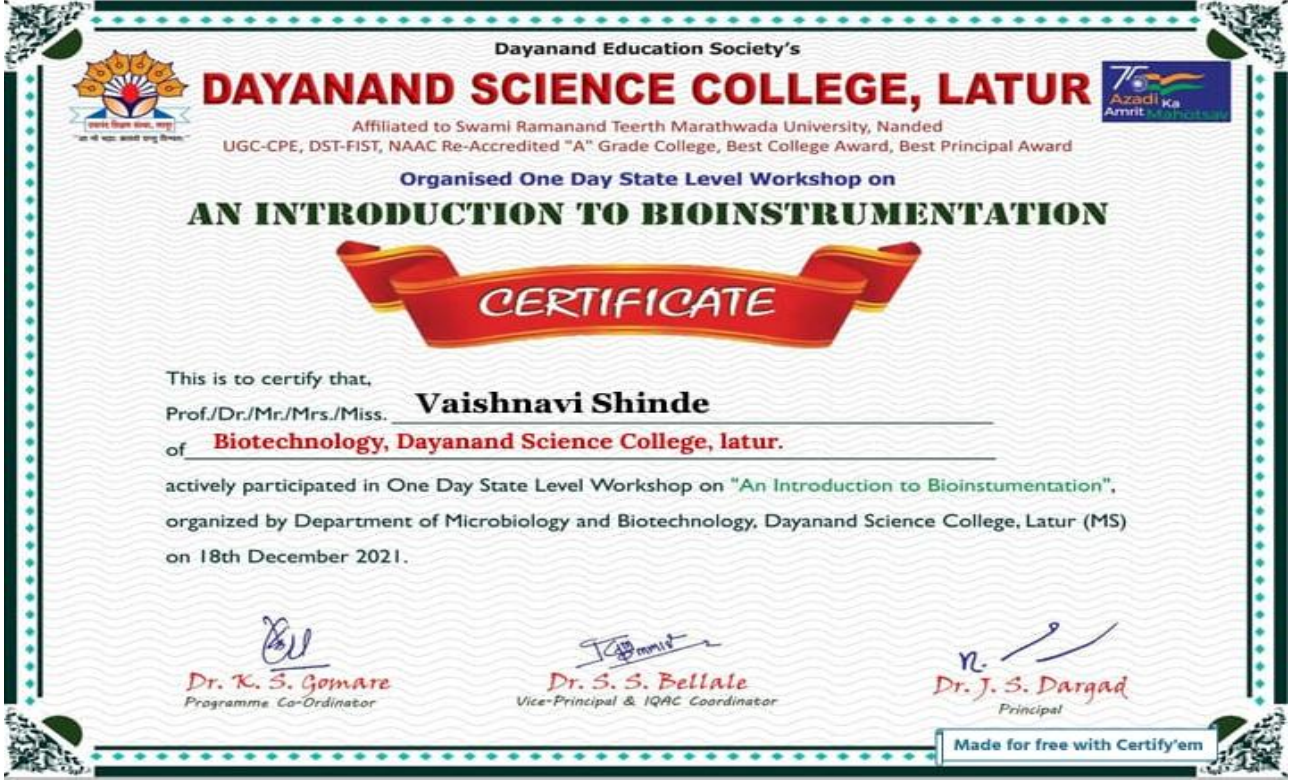 Dayanand Education Society's
DAYANAND SCIENCE COLLEGE, LATUR
75
Azadi Ka
Amrit Mahotsav
Affiliated to Swami Ramanand Teerth Marathwada University, Nanded
UGC-CPE, DST-FIST, NAAC Re-Accredited "A" Grade College, Best College Award, Best Principal Award
Organised One Day State Level Workshop on
AN INTRODUCTION TO BIOINSTRUMENTATION
CERTIFICATE
This is to certify that,
Prof./Dr./Mr./Mrs./Miss. Vaishnavi Shinde
of Biotechnology, Dayanand Science College, latur.
actively participated in One Day State Level Workshop on "An Introduction to Bioinstumentation",
organized by Department of Microbiology and Biotechnology, Dayanand Science College, Latur (MS)
on 18th December 2021.
Dr. K. S. Gomare
Programme Co-Ordinator
Dr. S. S. Bellale
Vice-Principal & IQAC Coordinator
Dr. J. S. Dargad
Principal
Made for free with Certify'em